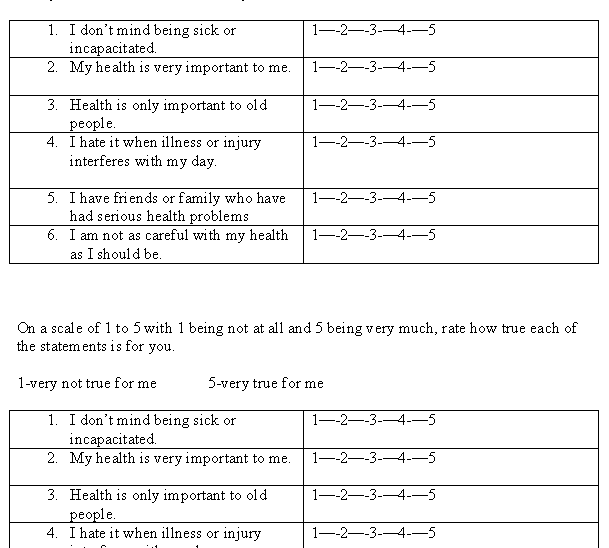 1. I don't mind being sick or 1—-2—-3-—4-—5
incapacitated.
2. My health is very important to me. 1—-2—-3-—4-—5
3. Health is only important to old 1—-2—-3-—4-—5
people.
4. I hate it when illness or injury 1—-2—-3-—4-—5
interferes with my day.
5. I have friends or family who have 1—-2—-3-—4-—5
had serious health problems
6. I am not as careful with my health 1—-2—-3-—4-—5
as I should be.
On a scale of 1 to 5 with 1 being not at all and 5 being very much, rate how true each of
the statements is for you.
1-very not true for me 5-very true for me
1. I don't mind being sick or 1—-2—-3-—4-—5
incapacitated.
2. My health is very important to me. 1—-2—-3-—4-—5
3. Health is only important to old 1—-2—-3-—4-—5
people.
4. I hate it when illness or injury 1—-2—-3-—4-—5